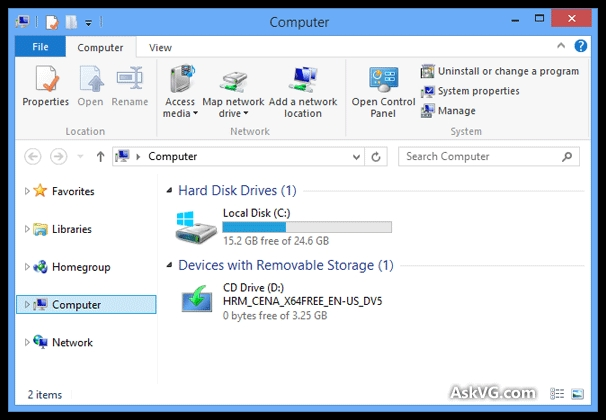 Computer
File
Computer
View
Properties
Open
Rename
Access media
Map network drive
Add a network location
Open Control Panel
Uninstall or change a program
System properties
Manage
Location
Network
System
Computer
Search Computer
Favorites
Libraries
Homegroup
Computer
Network
Hard Disk Drives (1)
Local Disk (C:)
15.2 GB free of 24.6 GB
Devices with Removable Storage (1)
CD Drive (D:)
HRM_CENA_X64FREE_EN-US_DV5
0 bytes free of 3.25 GB
2 items
AskVG.com